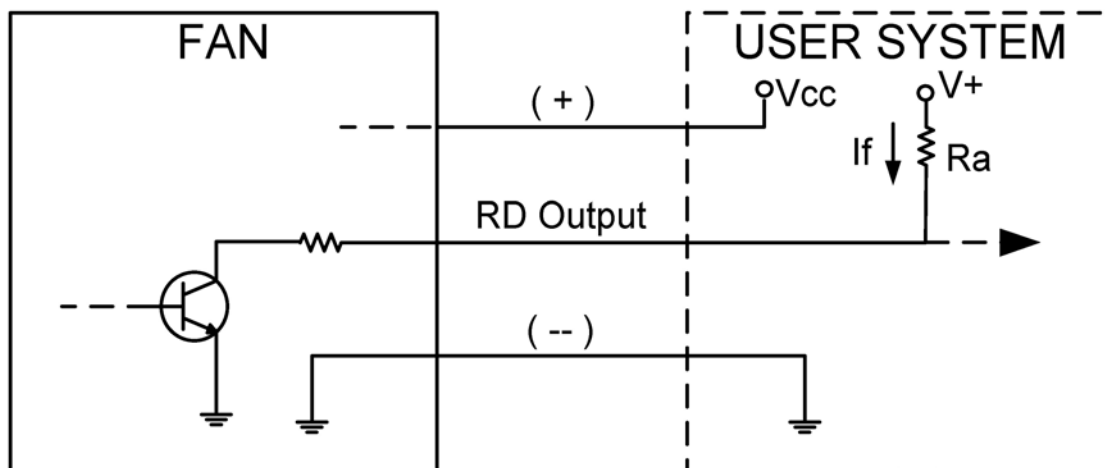 FAN
USER SYSTEM
( + )
Vcc
V+
If
Ra
RD Output
( -- )